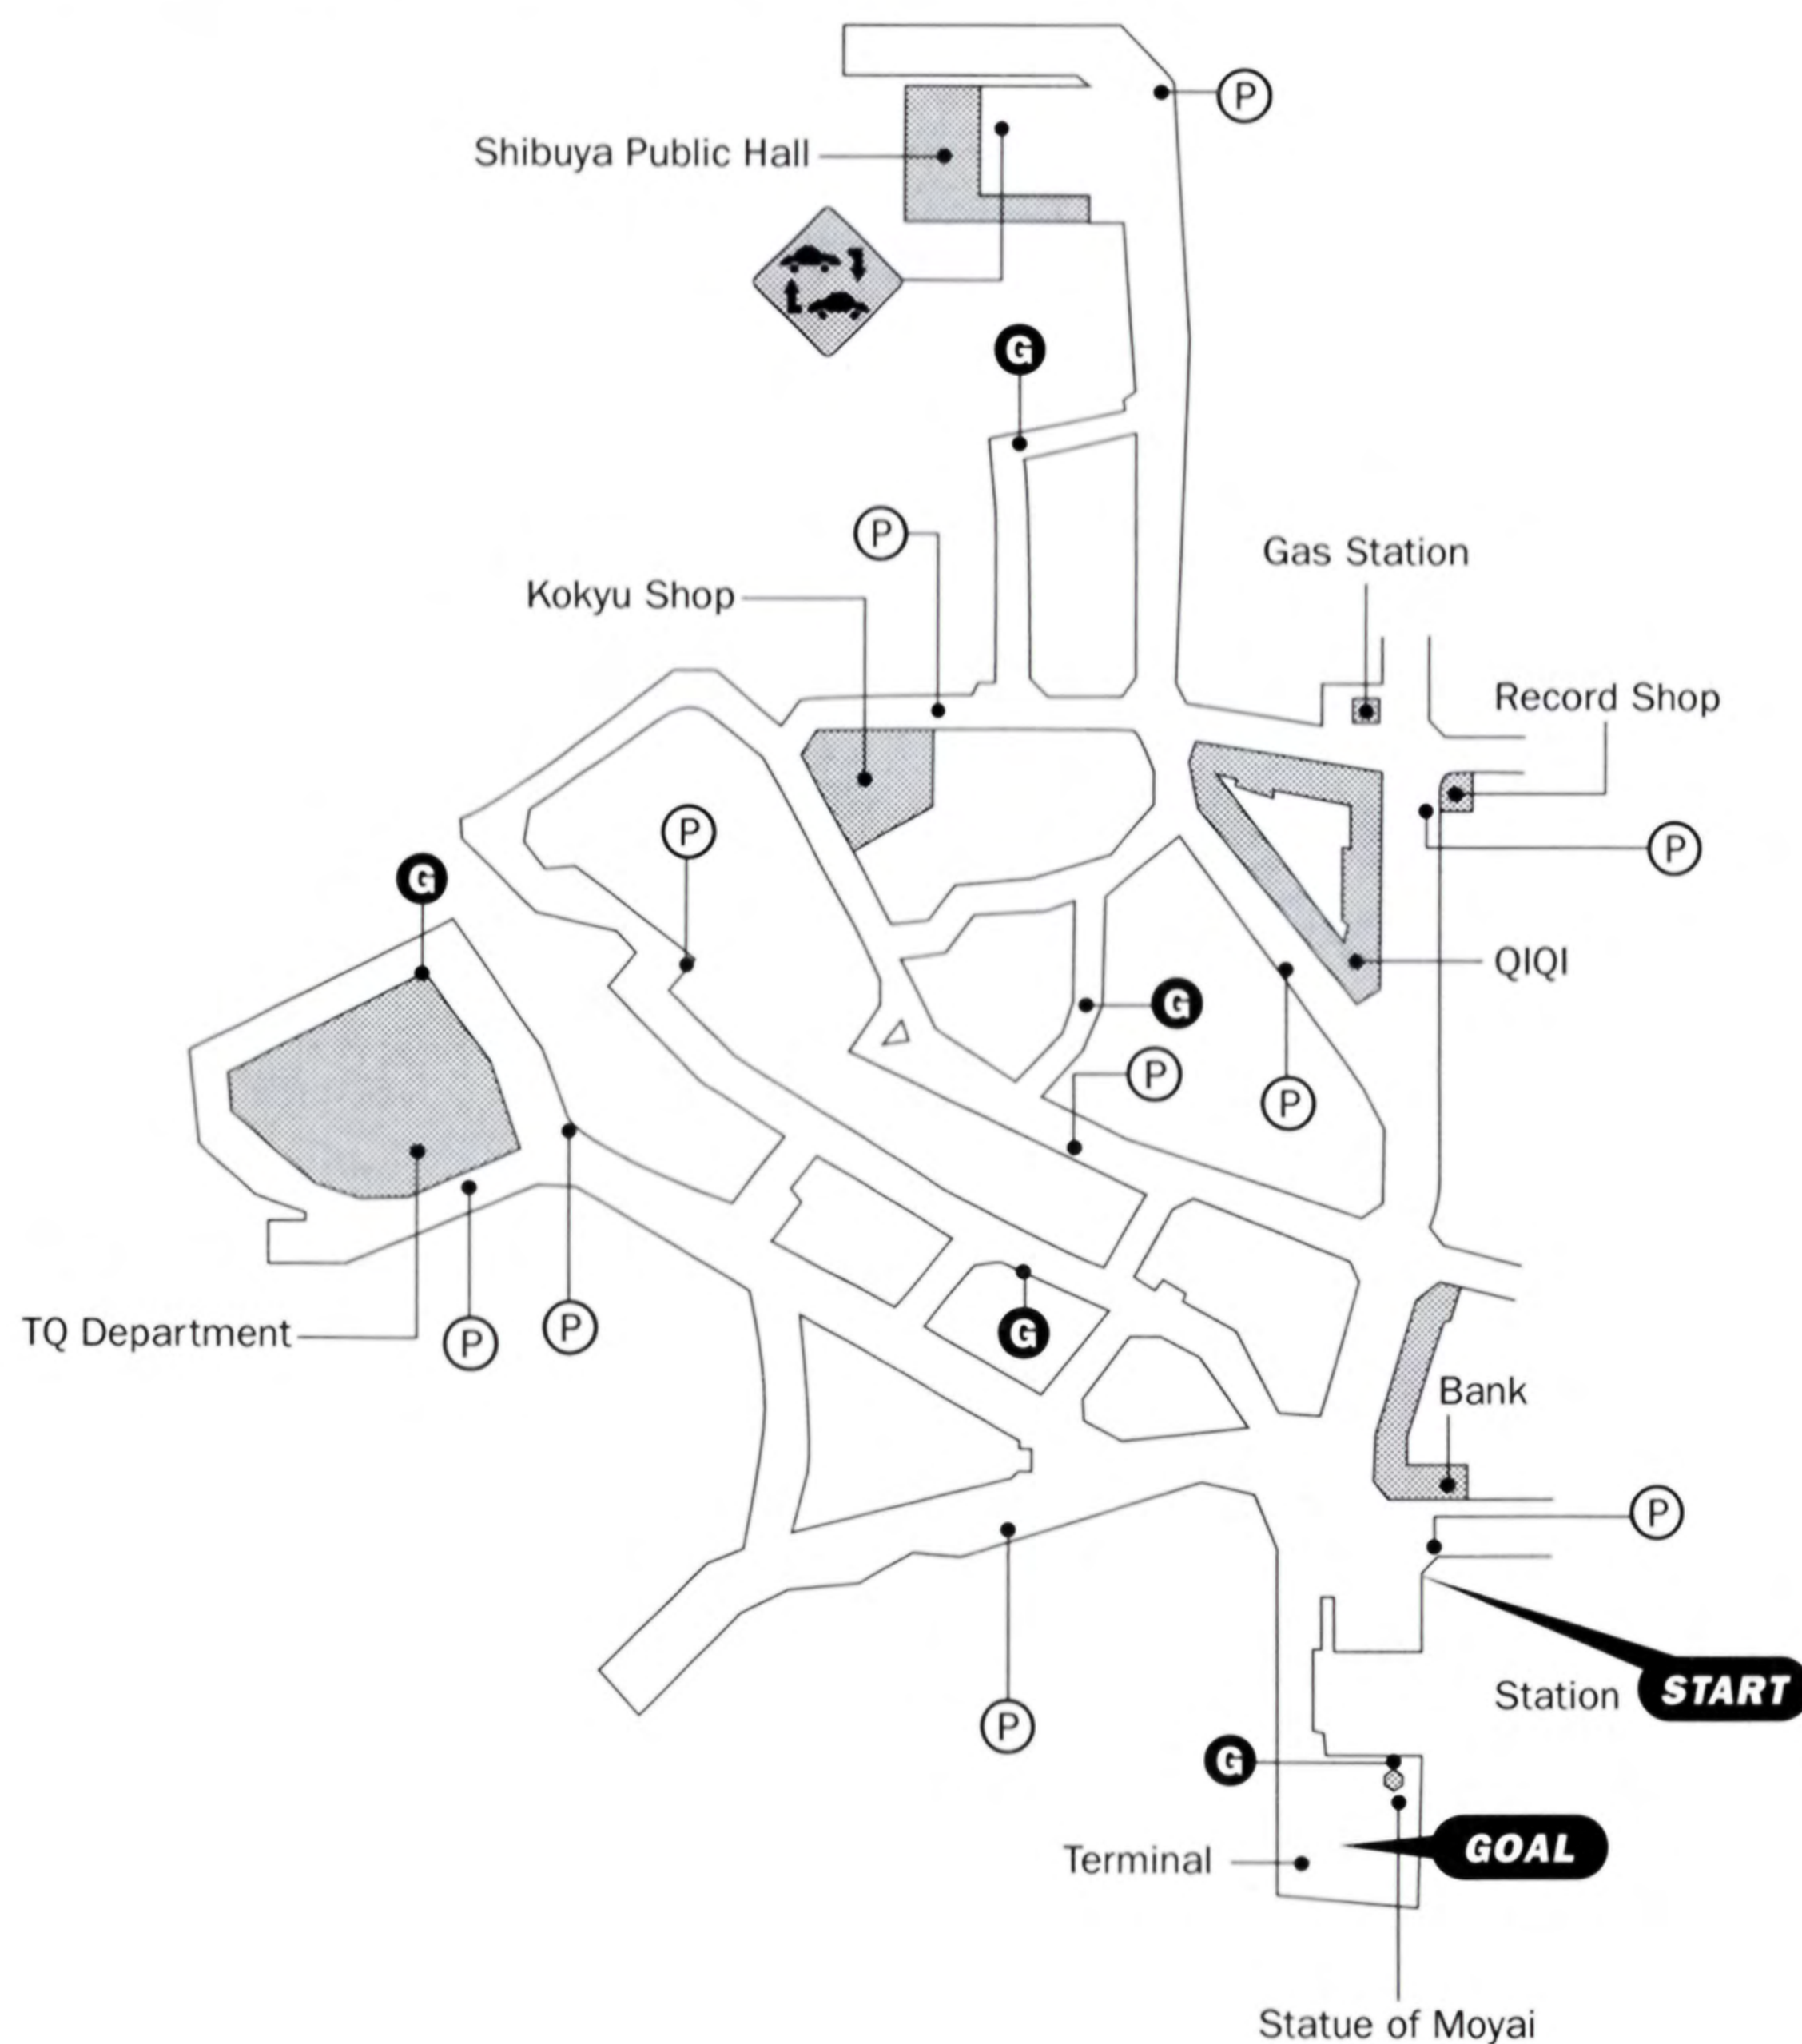 P
Shibuya Public Hall
G
P
Gas Station
Kokyu Shop
Record Shop
P
P
G
QIQI
G
P
P
TQ Department
P
P
G
Bank
P
Station
START
P
G
GOAL
Terminal
Statue of Moyai